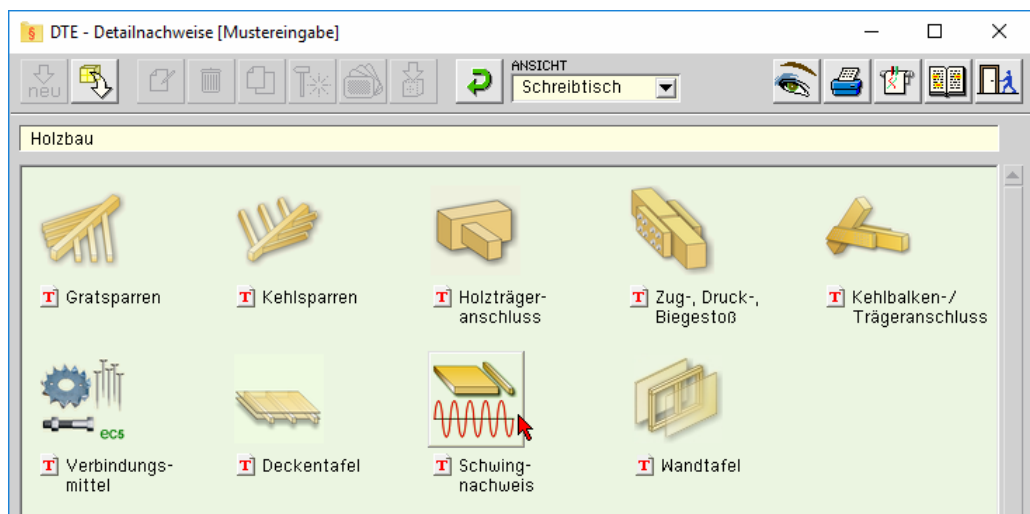 § DTE - Detailnachweise [Mustereingabe]
neu
ANSICHT
Schreibtisch
Holzbau
T Gratsparren
T Kehlsparren
T Holzträger-
anschluss
T Zug-, Druck-,
Biegestoß
T Kehlbalken-/
Trägeranschluss
ec5
T Verbindungs-
mittel
T Deckentafel
T Schwing-
nachweis
T Wandtafel